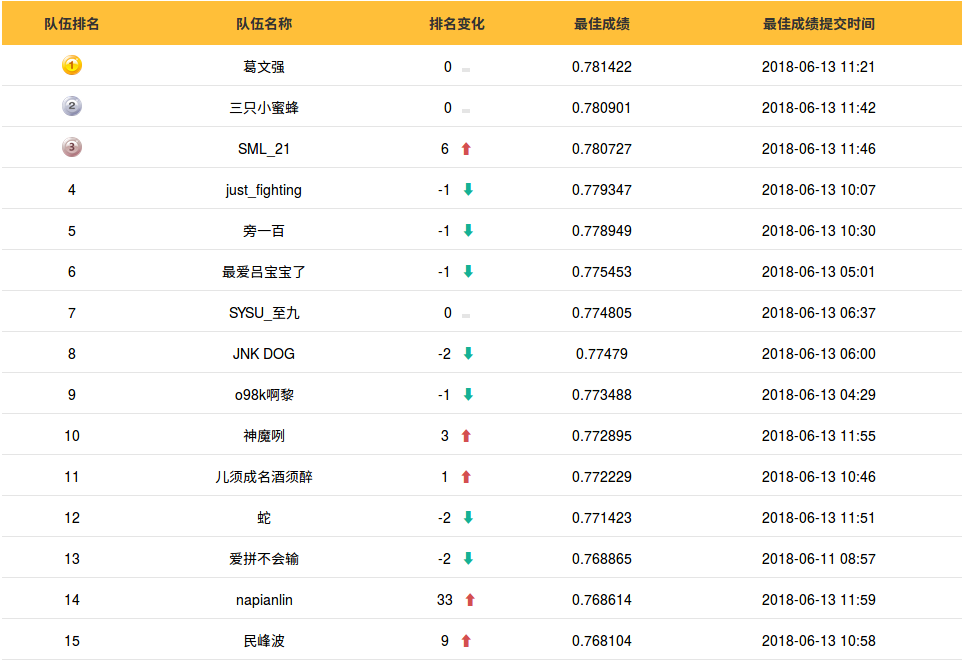 队伍排名 队伍名称 排名变化 最佳成绩 最佳成绩提交时间
1 葛文强 0 0.781422 2018-06-13 11:21
2 三只小蜜蜂 0 0.780901 2018-06-13 11:42
3 SML_21 6 0.780727 2018-06-13 11:46
4 just_fighting -1 0.779347 2018-06-13 10:07
5 旁一百 -1 0.778949 2018-06-13 10:30
6 最爱吕宝宝了 -1 0.775453 2018-06-13 05:01
7 SYSU_至九 0 0.774805 2018-06-13 06:37
8 JNK DOG -2 0.77479 2018-06-13 06:00
9 o98k啊黎 -1 0.773488 2018-06-13 04:29
10 神魔咧 3 0.772895 2018-06-13 11:55
11 儿须成名酒须醉 1 0.772229 2018-06-13 10:46
12 蛇 -2 0.771423 2018-06-13 11:51
13 爱拼不会输 -2 0.768865 2018-06-11 08:57
14 napianlin 33 0.768614 2018-06-13 11:59
15 民峰波 9 0.768104 2018-06-13 10:58